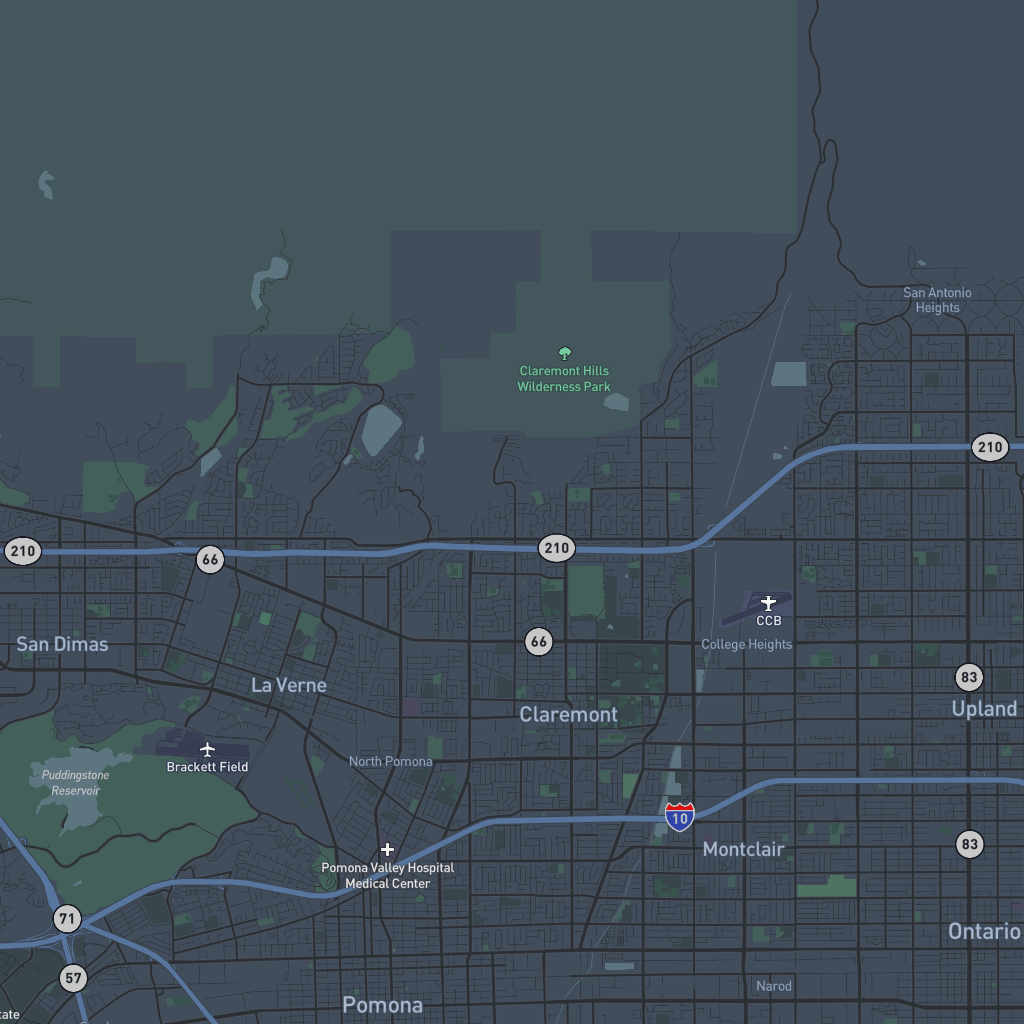 San Antonio
Heights
Claremont Hills
Wilderness Park
210
210
210
66
CCB
66
San Dimas
College Heights
83
La Verne
Claremont
Upland
Brackett Field
North Pomona
Puddingstone
Reservoir
10
83
Montclair
Pomona Valley Hospital
Medical Center
71
Ontario
57
Narod
Pomona
tate